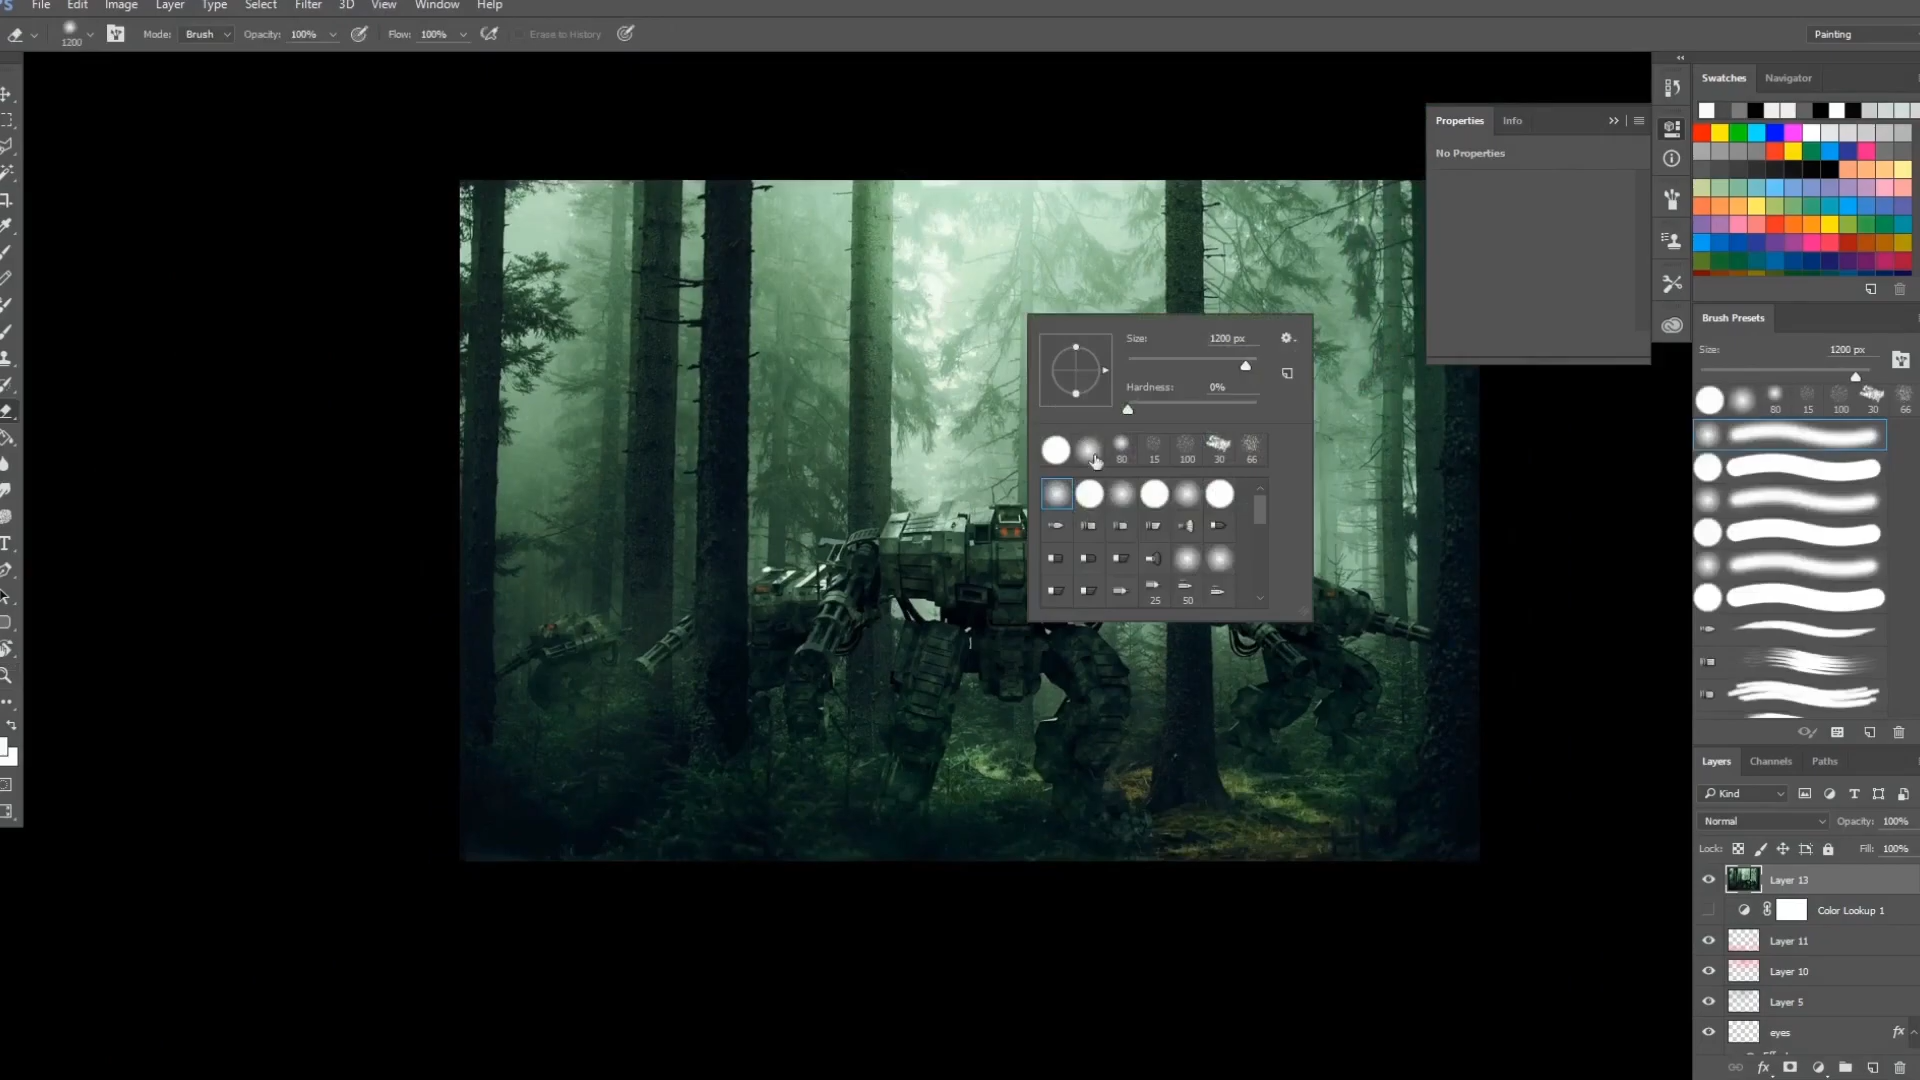 File Edit Image Layer Type Select Filter 3D View Window Help
1200 Mode: Brush Opacity: 100% Flow: 100% Erase to History Painting
Swatches Navigator
Properties Info
No Properties
Brush Presets
Size: 1200 px
80 15 100 30 66
Size: 1200 px
Hardness: 0%
80 15 100 30 66
25 50
Layers Channels Paths
Kind
Normal Opacity: 100%
Lock: Fill: 100%
Layer 13
Color Lookup 1
Layer 11
Layer 10
Layer 5
eyes fx
fx